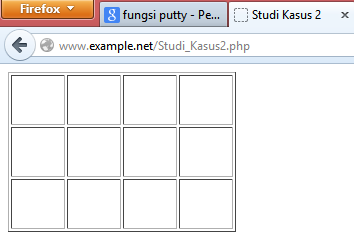 Firefox
fungsi putty - Pe...
Studi Kasus 2
www.example.net/Studi_Kasus2.php